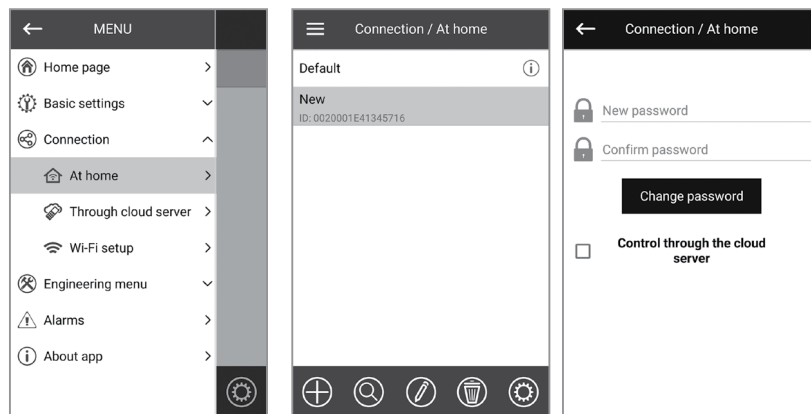 MENU
Home page
Basic settings
Connection
At home
Through cloud server
Wi-Fi setup
Engineering menu
Alarms
About app
Connection / At home
Default
New
ID: 0020001E41345716
Connection / At home
New password
Confirm password
Change password
Control through the cloud
server